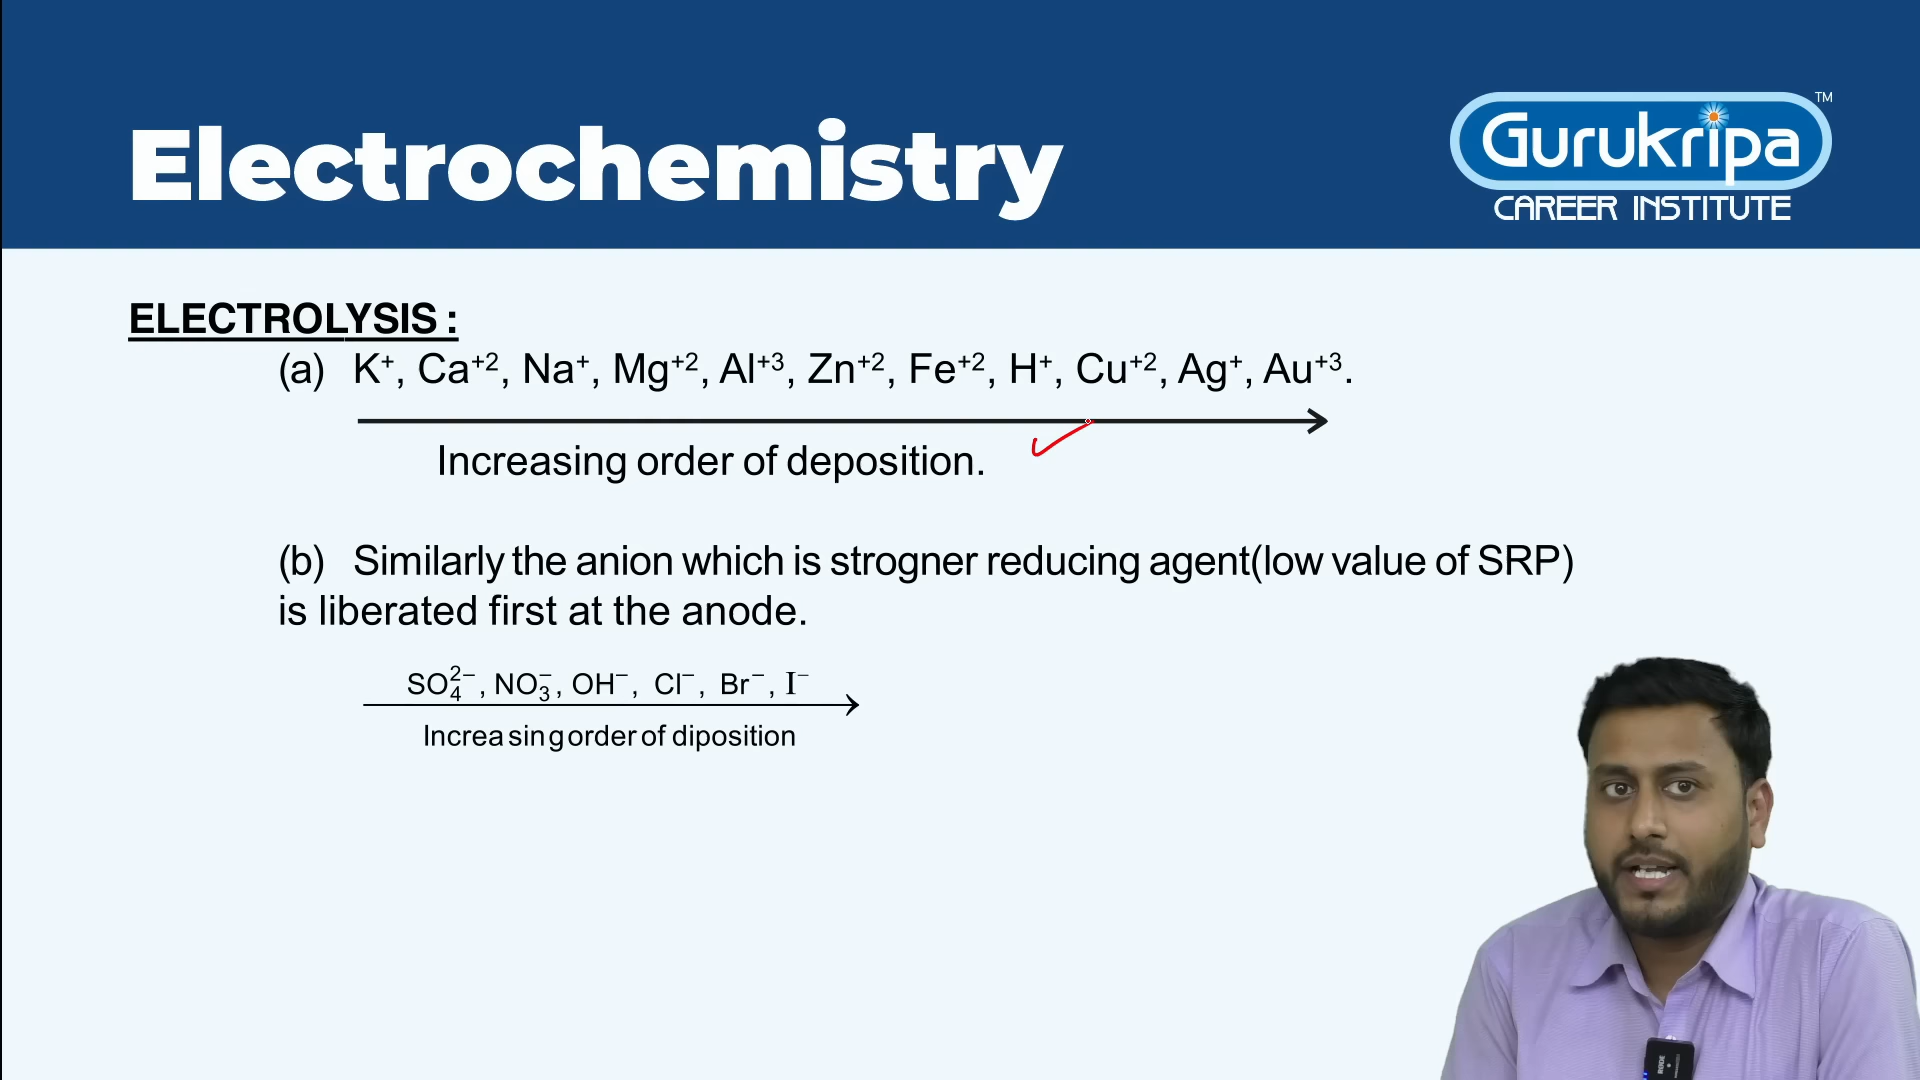 Electrochemistry
Gurukripa TM
CAREER INSTITUTE
ELECTROLYSIS :
(a) K⁺, Ca⁺², Na⁺, Mg⁺², Al⁺³, Zn⁺², Fe⁺², H⁺, Cu⁺², Ag⁺, Au⁺³.
Increasing order of deposition.
(b) Similarly the anion which is strogner reducing agent(low value of SRP)
is liberated first at the anode.
SO₄²⁻, NO₃⁻, OH⁻, Cl⁻, Br⁻, I⁻
Increasing order of diposition
RODE